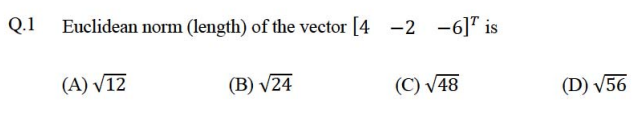 Q.1 Euclidean norm (length) of the vector [4 −2 −6]ᵀ is
(A) √12 (B) √24 (C) √48 (D) √56